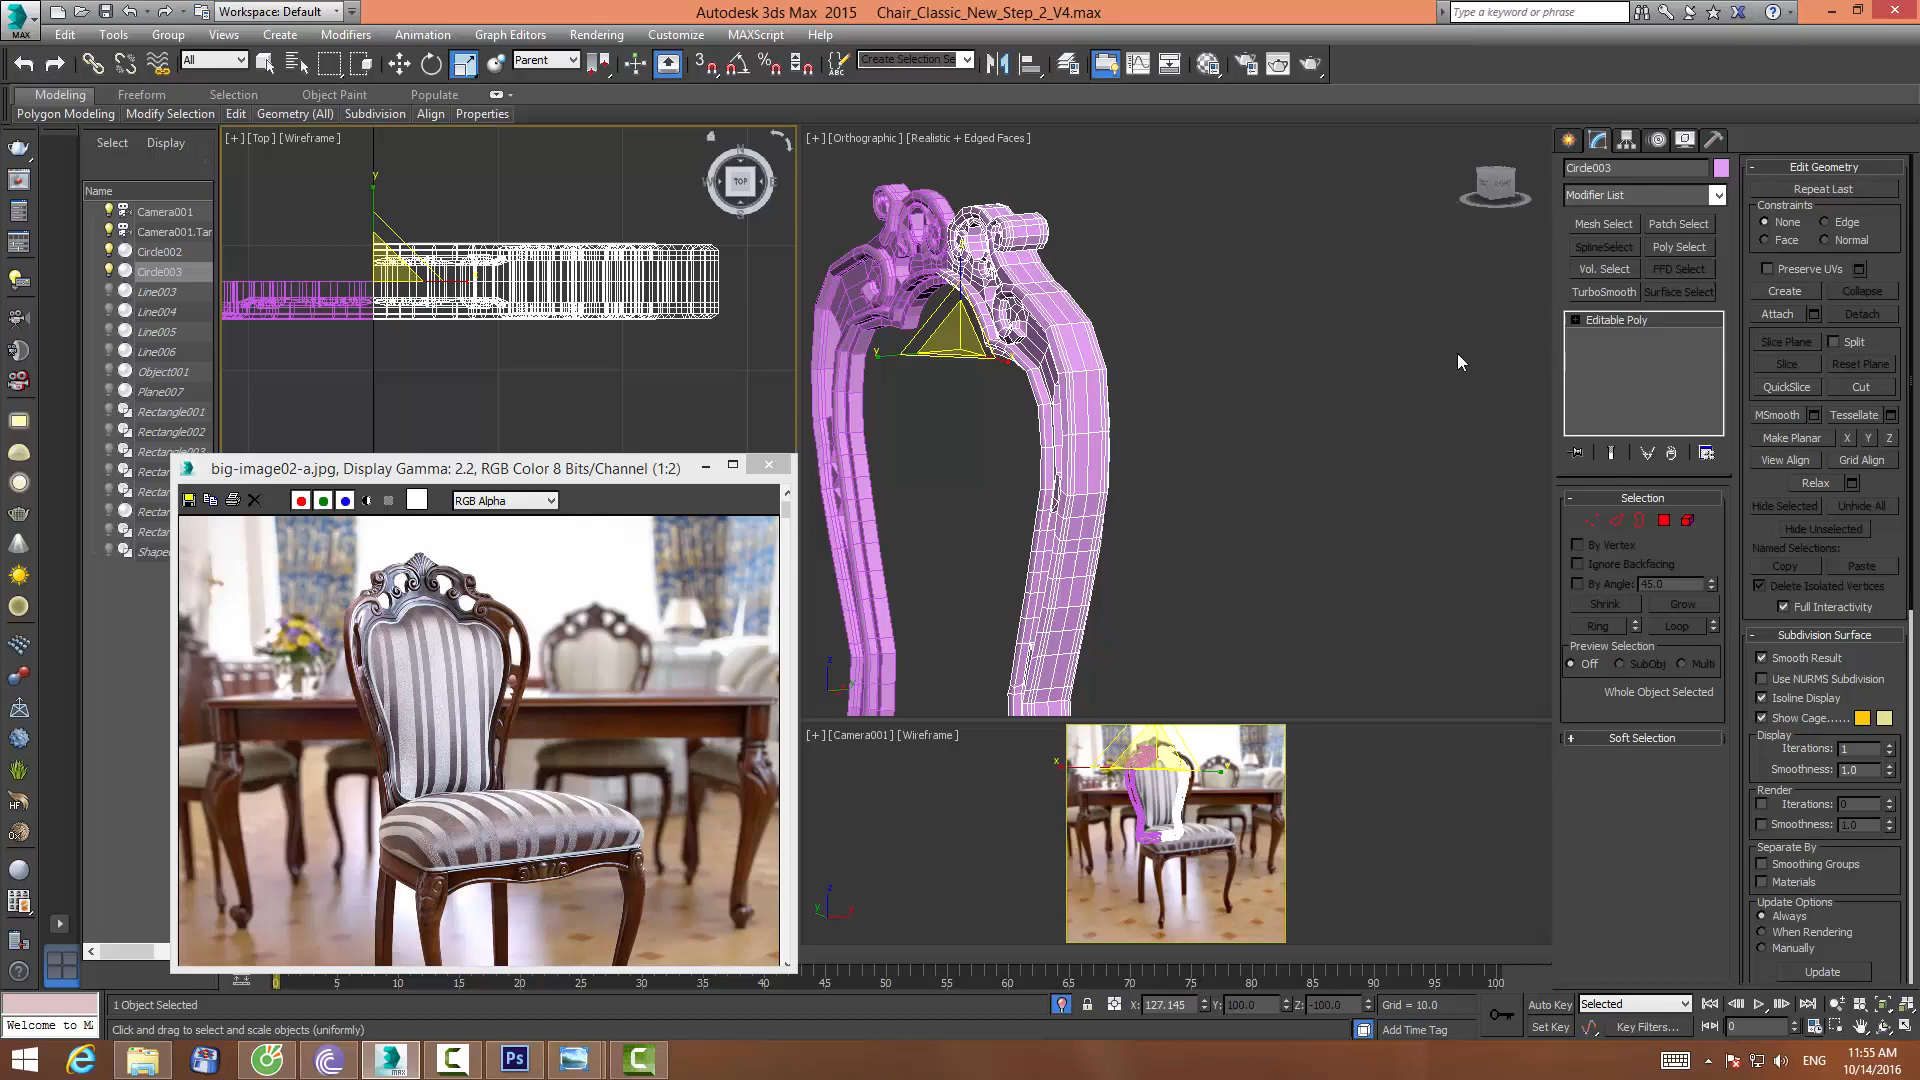 Workspace: Default
Autodesk 3ds Max 2015 Chair_Classic_New_Step_2_V4.max
Type a keyword or phrase
MAX
Edit Tools Group Views Create Modifiers Animation Graph Editors Rendering Customize MAXScript Help
All
Parent
Create Selection Se
Modeling Freeform Selection Object Paint Populate
Polygon Modeling Modify Selection Edit Geometry (All) Subdivision Align Properties
Select Display
Name
Camera001
Camera001.Tar
Circle002
Circle003
Line003
Line004
Line005
Line006
Object001
Plane007
Rectangle001
Rectangle002
Rectangle003
Rectan
Rectan
Rectan
Rectan
Shape
[+] [Top] [Wireframe]
TOP
[+] [Orthographic] [Realistic + Edged Faces]
[+] [Camera001] [Wireframe]
big-image02-a.jpg, Display Gamma: 2.2, RGB Color 8 Bits/Channel (1:2)
RGB Alpha
Circle003
Modifier List
Mesh Select Patch Select
SplineSelect Poly Select
Vol. Select FFD Select
TurboSmooth Surface Select
Editable Poly
Selection
By Vertex
Ignore Backfacing
By Angle: 45.0
Shrink Grow
Ring Loop
Preview Selection
Off SubObj Multi
Whole Object Selected
Soft Selection
Edit Geometry
Repeat Last
Constraints
None Edge
Face Normal
Preserve UVs
Create Collapse
Attach Detach
Slice Plane Split
Slice Reset Plane
QuickSlice Cut
MSmooth Tessellate
Make Planar X Y Z
View Align Grid Align
Relax
Hide Selected Unhide All
Hide Unselected
Named Selections:
Copy Paste
Delete Isolated Vertices
Full Interactivity
Subdivision Surface
Smooth Result
Use NURMS Subdivision
Isoline Display
Show Cage......
Display
Iterations: 1
Smoothness: 1.0
Render
Iterations: 0
Smoothness: 1.0
Separate By
Smoothing Groups
Materials
Update Options
Always
When Rendering
Manually
Update
0 5 10 15 20 25 30 35 40 45 50 55 60 65 70 75 80 85 90 95 100
1 Object Selected
X: 127.145 Y: 100.0 Z: -100.0 Grid = 10.0
Auto Key Selected
Welcome to M
Click and drag to select and scale objects (uniformly)
Add Time Tag
Set Key Key Filters... 0
ENG
11:55 AM
10/14/2016